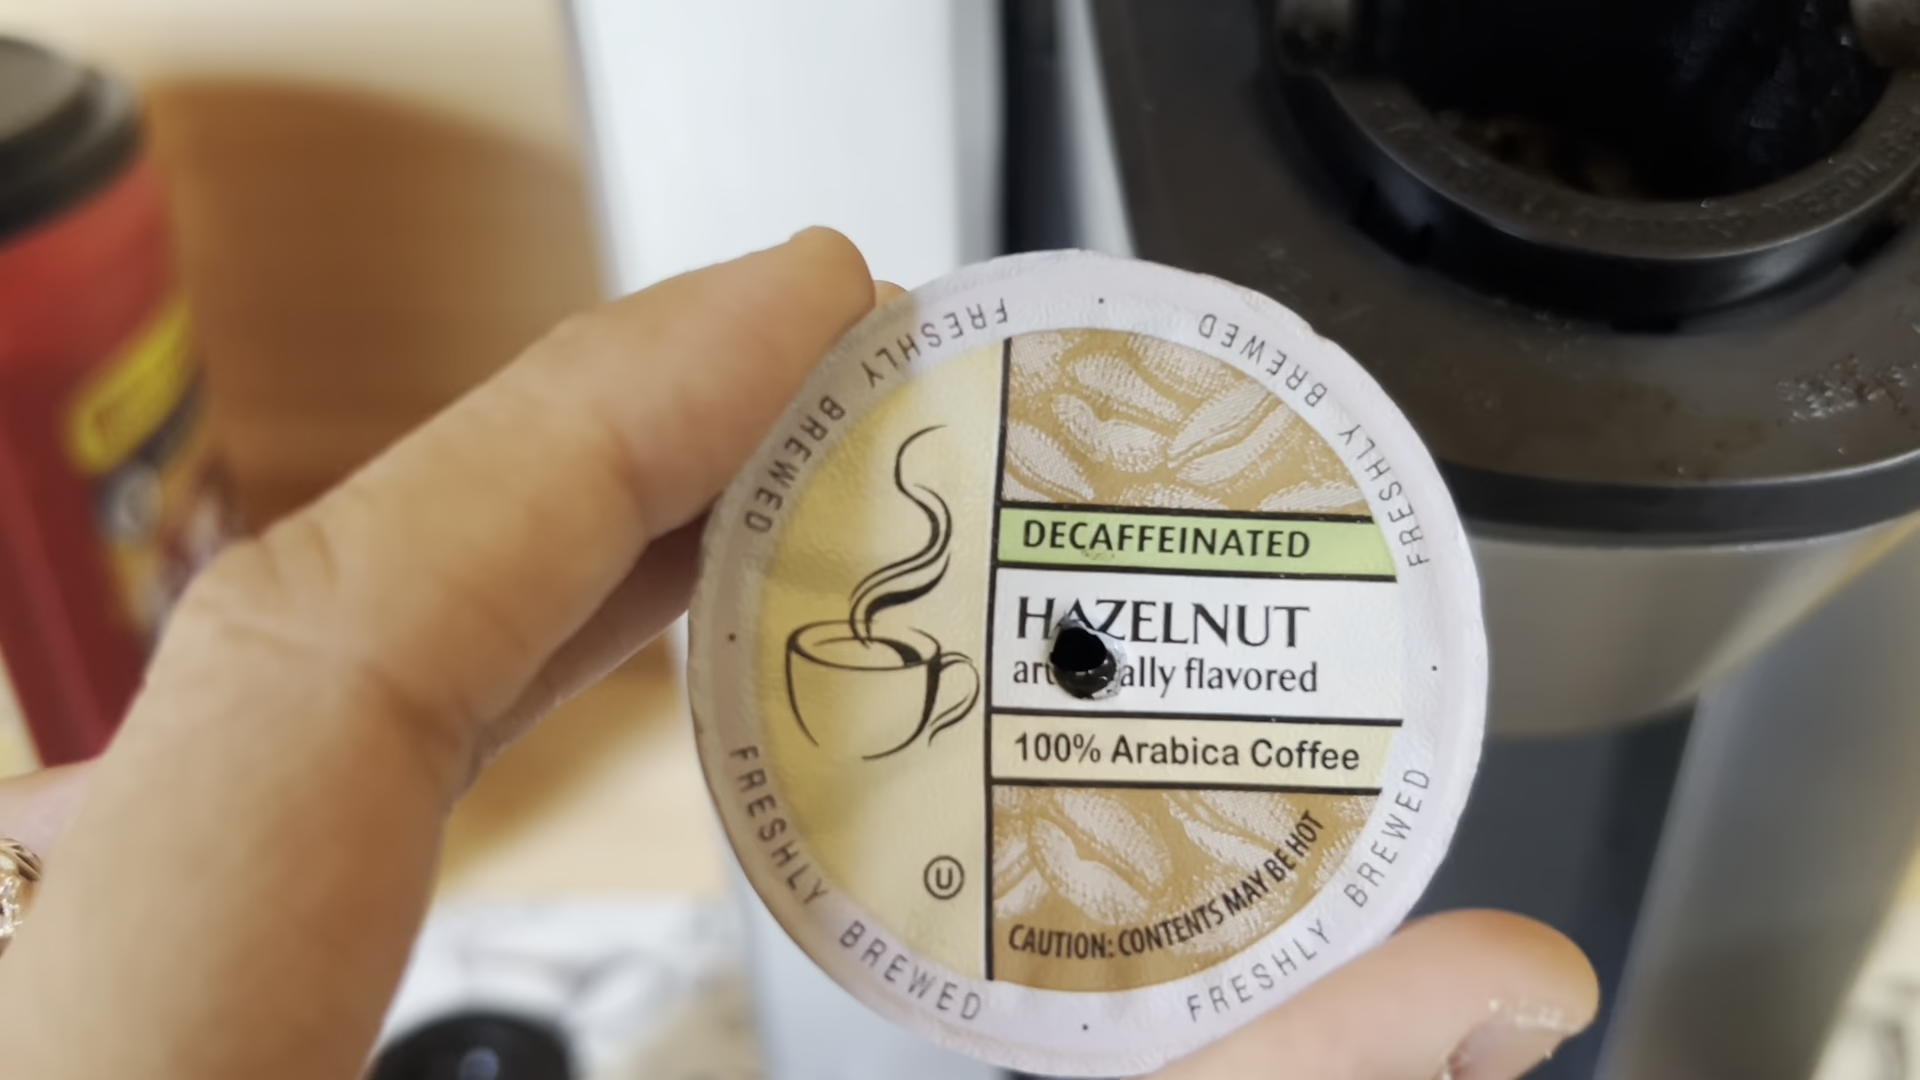 FRESHLY BREWED
FRESHLY BREWED
DECAFFEINATED
HAZELNUT
flavored
100% Arabica Coffee
U
CAUTION: CONTENTS MAY BE HOT
FRESHLY BREWED
FRESHLY BREWED